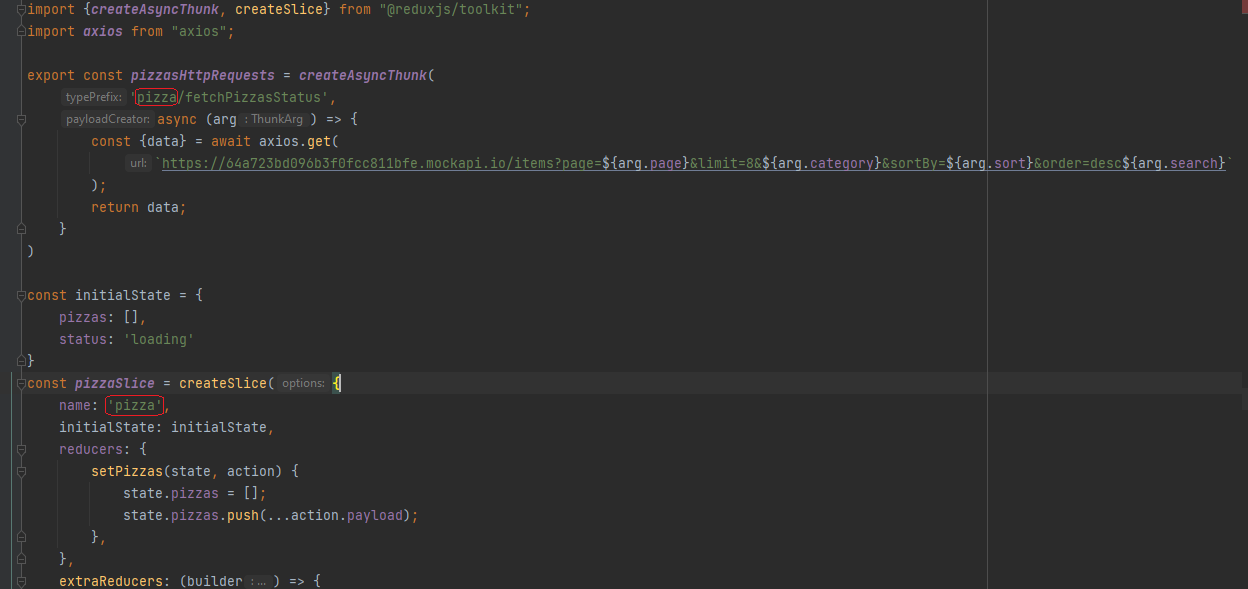 import {createAsyncThunk, createSlice} from "@reduxjs/toolkit";
import axios from "axios";
export const pizzasHttpRequests = createAsyncThunk(
typePrefix: 'pizza/fetchPizzasStatus',
payloadCreator: async (arg : ThunkArg ) => {
const {data} = await axios.get(
url: `https://64a723bd096b3f0fcc811bfe.mockapi.io/items?page=${arg.page}&limit=8&${arg.category}&sortBy=${arg.sort}&order=desc${arg.search}`
);
return data;
}
)
const initialState = {
pizzas: [],
status: 'loading'
}
const pizzaSlice = createSlice( options: {
name: 'pizza',
initialState: initialState,
reducers: {
setPizzas(state, action) {
state.pizzas = [];
state.pizzas.push(...action.payload);
},
},
extraReducers: (builder : ... ) => {